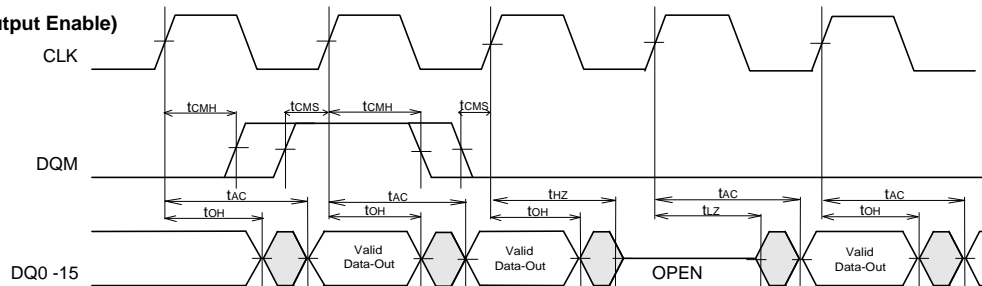 utput Enable)
CLK
tCMH tCMS tCMH tCMS
DQM
tAC tAC tHZ tAC tAC
tOH tOH tOH tLZ tOH
DQ0 -15 Valid Data-Out Valid Data-Out OPEN Valid Data-Out